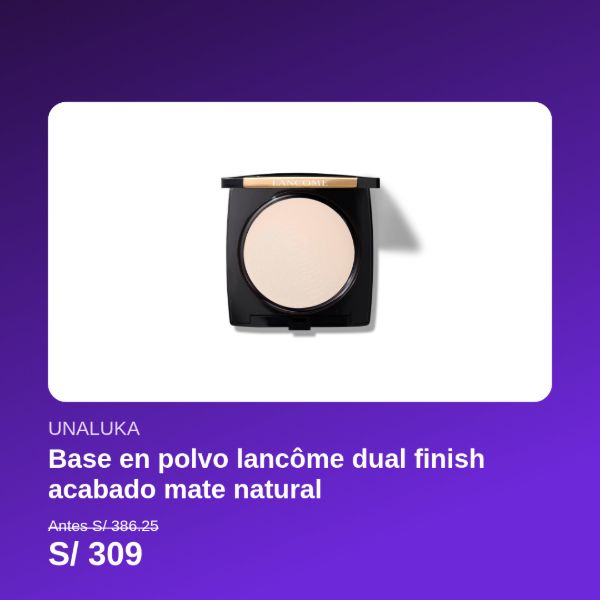 LANCÔME
UNALUKA
Base en polvo lancôme dual finish
acabado mate natural
Antes S/ 386.25
S/ 309